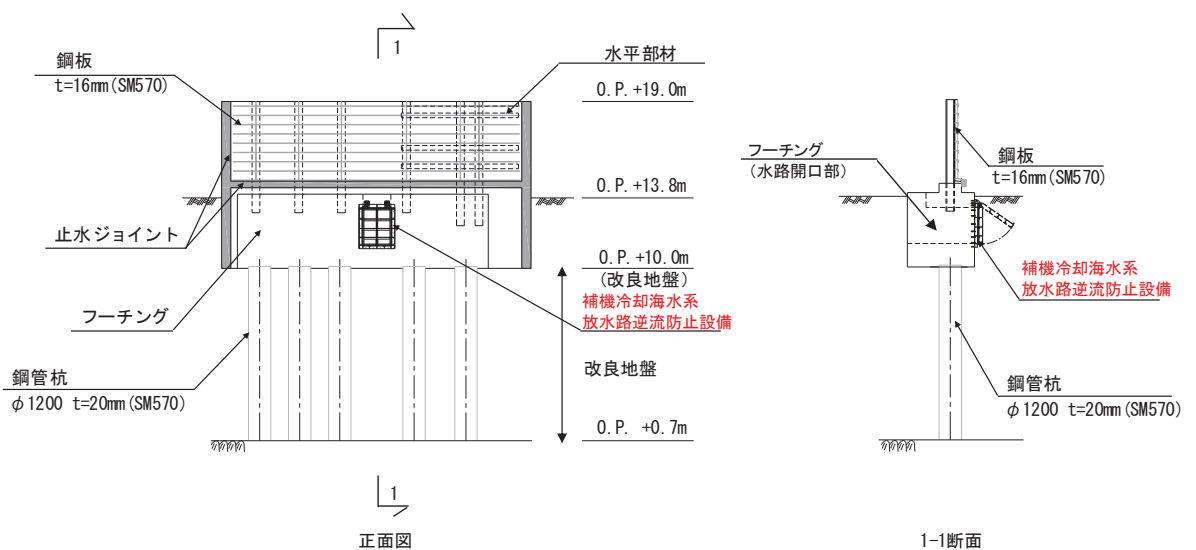 1
鋼板
t=16mm(SM570)
水平部材
O.P.+19.0m
O.P.+13.8m
止水ジョイント
O.P.+10.0m
(改良地盤)
補機冷却海水系
放水路逆流防止設備
フーチング
改良地盤
鋼管杭
φ1200 t=20mm(SM570)
O.P. +0.7m
1
正面図
フーチング
(水路開口部)
鋼板
t=16mm(SM570)
補機冷却海水系
放水路逆流防止設備
鋼管杭
φ1200 t=20mm(SM570)
1-1断面